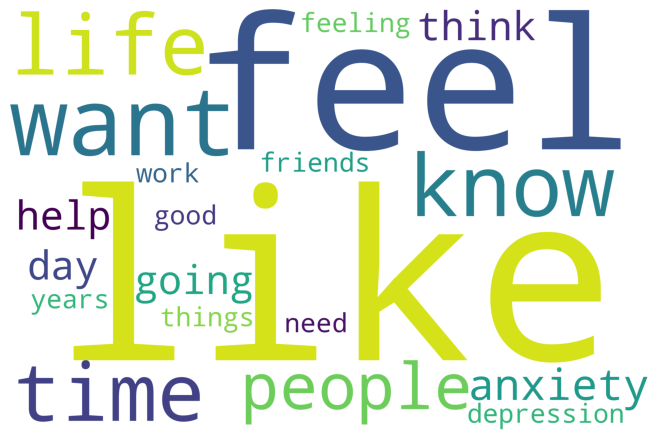 life
feel
feeling
think
want
work
friends
know
help
good
like
day
going
years
things
need
time
people
anxiety
depression